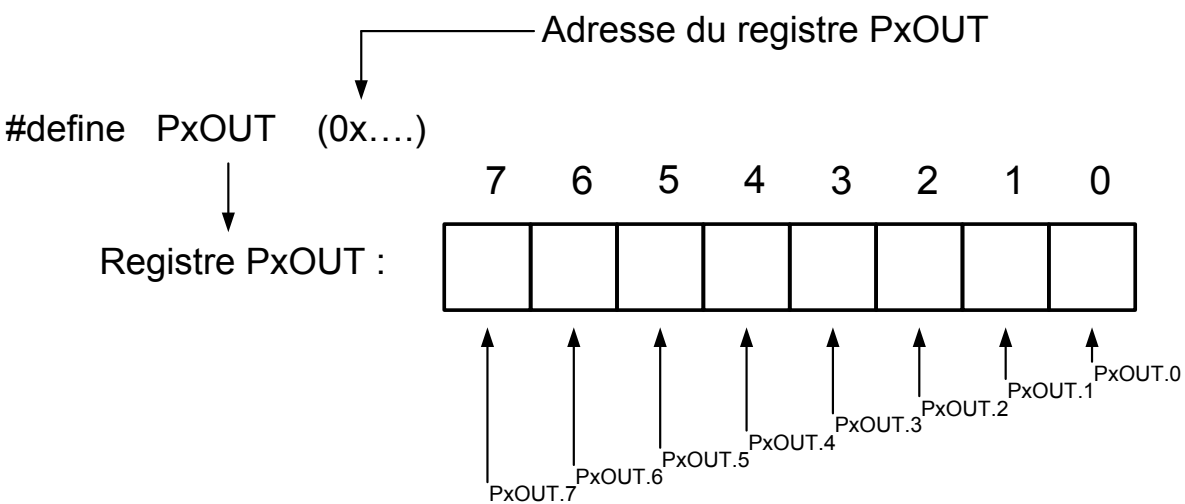 Adresse du registre PxOUT
#define PxOUT (0x….)
7 6 5 4 3 2 1 0
Registre PxOUT :
PxOUT.0
PxOUT.1
PxOUT.2
PxOUT.3
PxOUT.4
PxOUT.5
PxOUT.6
PxOUT.7